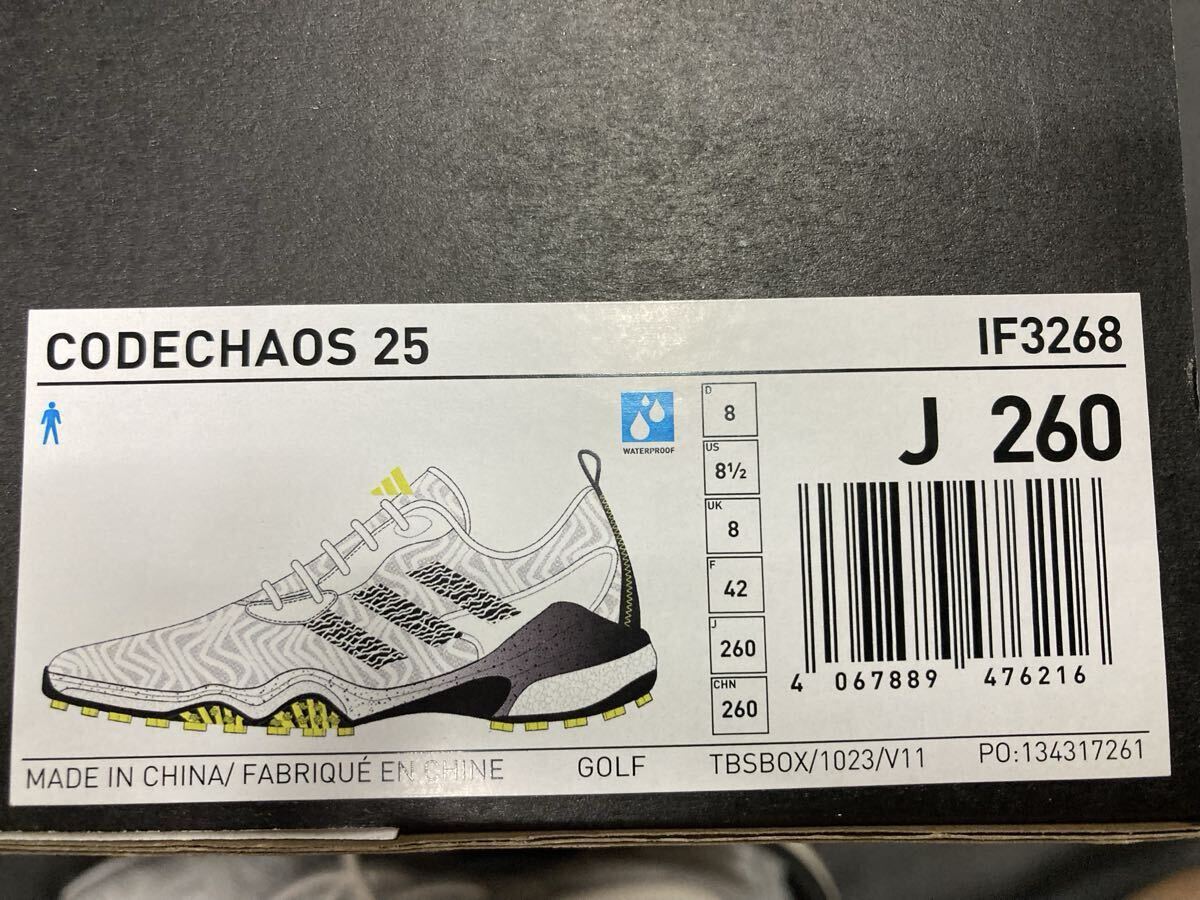 CODECHAOS 25
IF3268
WATERPROOF
D
8
US
8½
UK
8
F
42
J
260
CHN
260
J 260
4 067889 476216
MADE IN CHINA/ FABRIQUÉ EN CHINE
GOLF
TBSBOX/1023/V11
PO:134317261